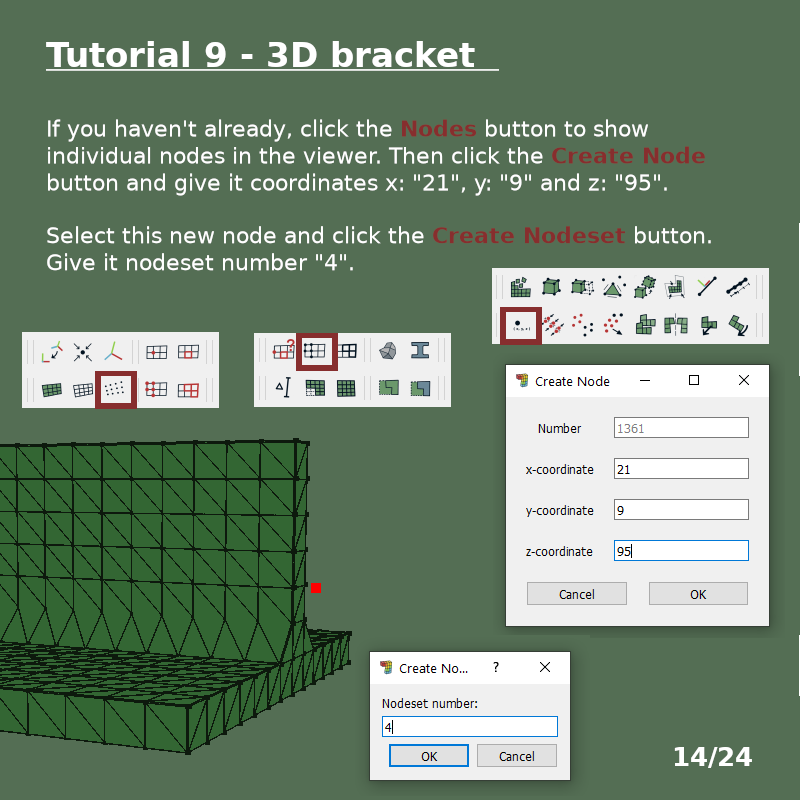 Tutorial 9 - 3D bracket
If you haven't already, click the Nodes button to show
individual nodes in the viewer. Then click the Create Node
button and give it coordinates x: "21", y: "9" and z: "95".
Select this new node and click the Create Nodeset button.
Give it nodeset number "4".
(x,y,z)
?
Create Node
Number 1361
x-coordinate 21
y-coordinate 9
z-coordinate 95
Cancel OK
Create No... ?
Nodeset number:
4
OK Cancel
14/24